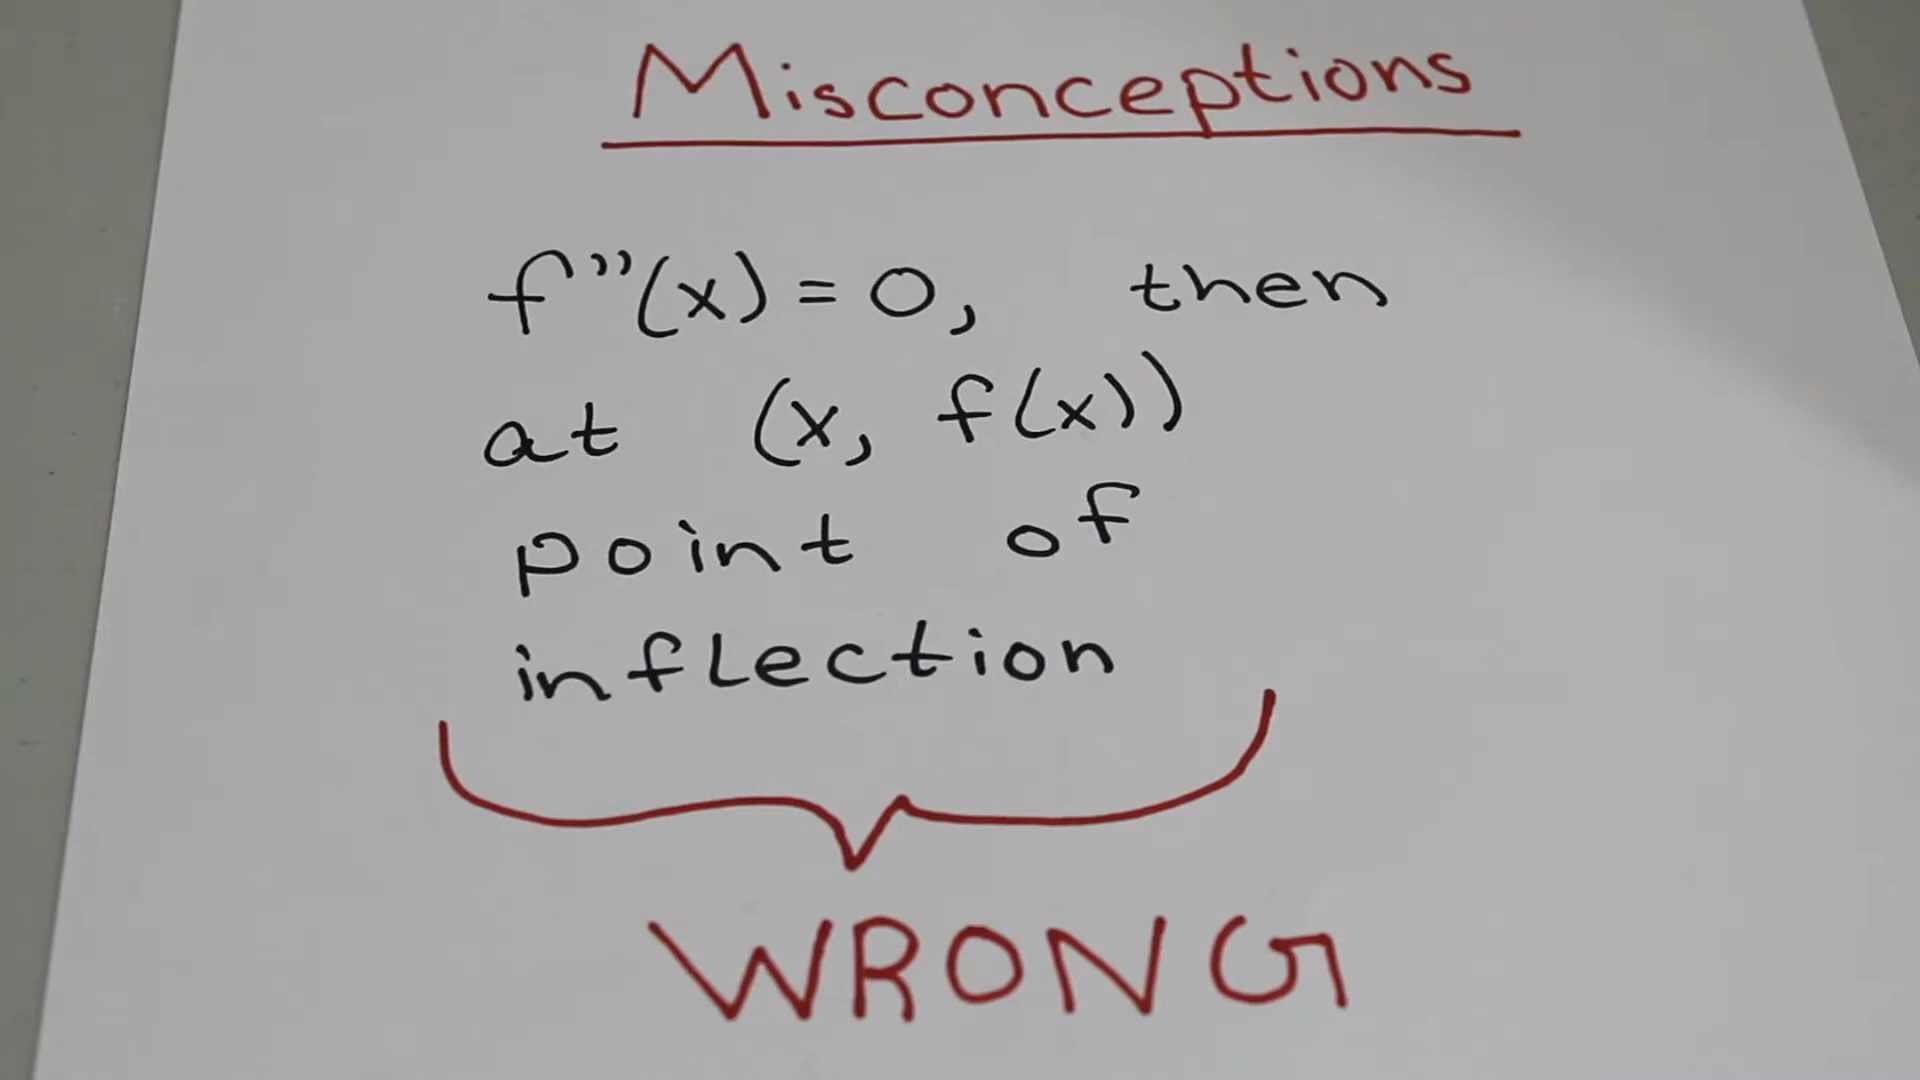 Misconceptions
f”(x) = 0, then
at (x, f(x))
point of
inflection
WRONG